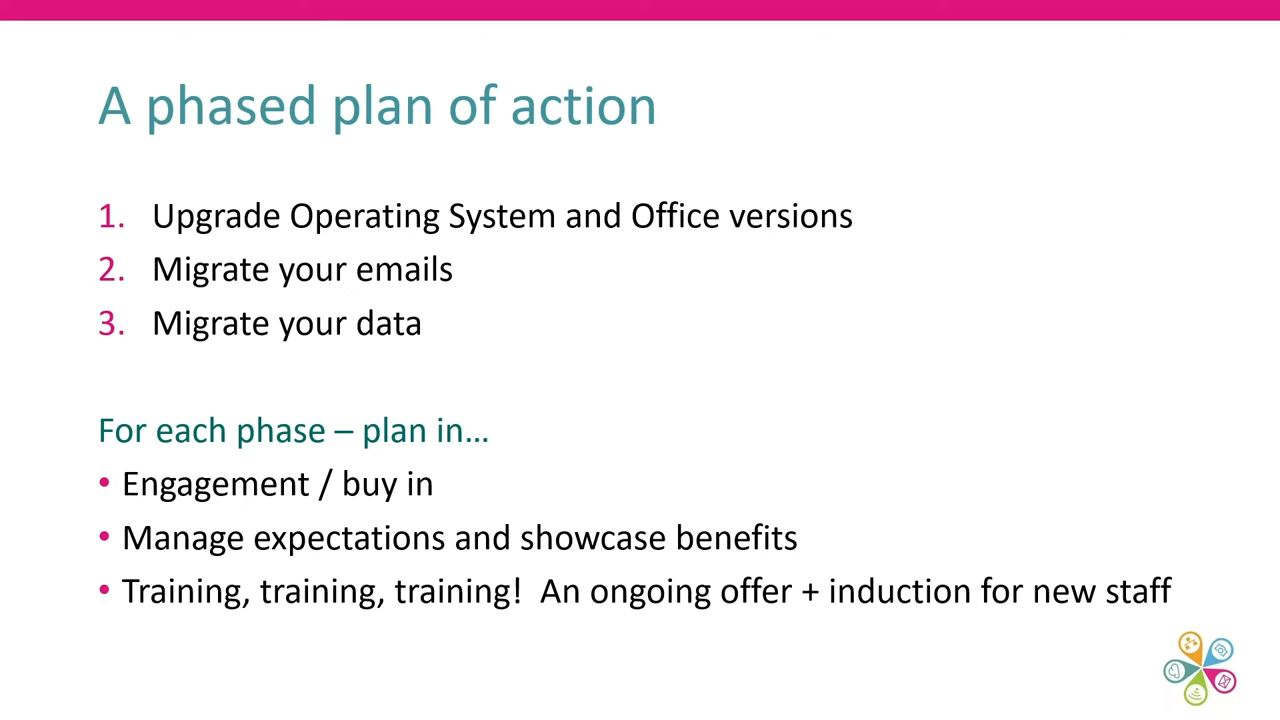 A phased plan of action
1. Upgrade Operating System and Office versions
2. Migrate your emails
3. Migrate your data
For each phase – plan in...
• Engagement / buy in
• Manage expectations and showcase benefits
• Training, training, training!  An ongoing offer + induction for new staff